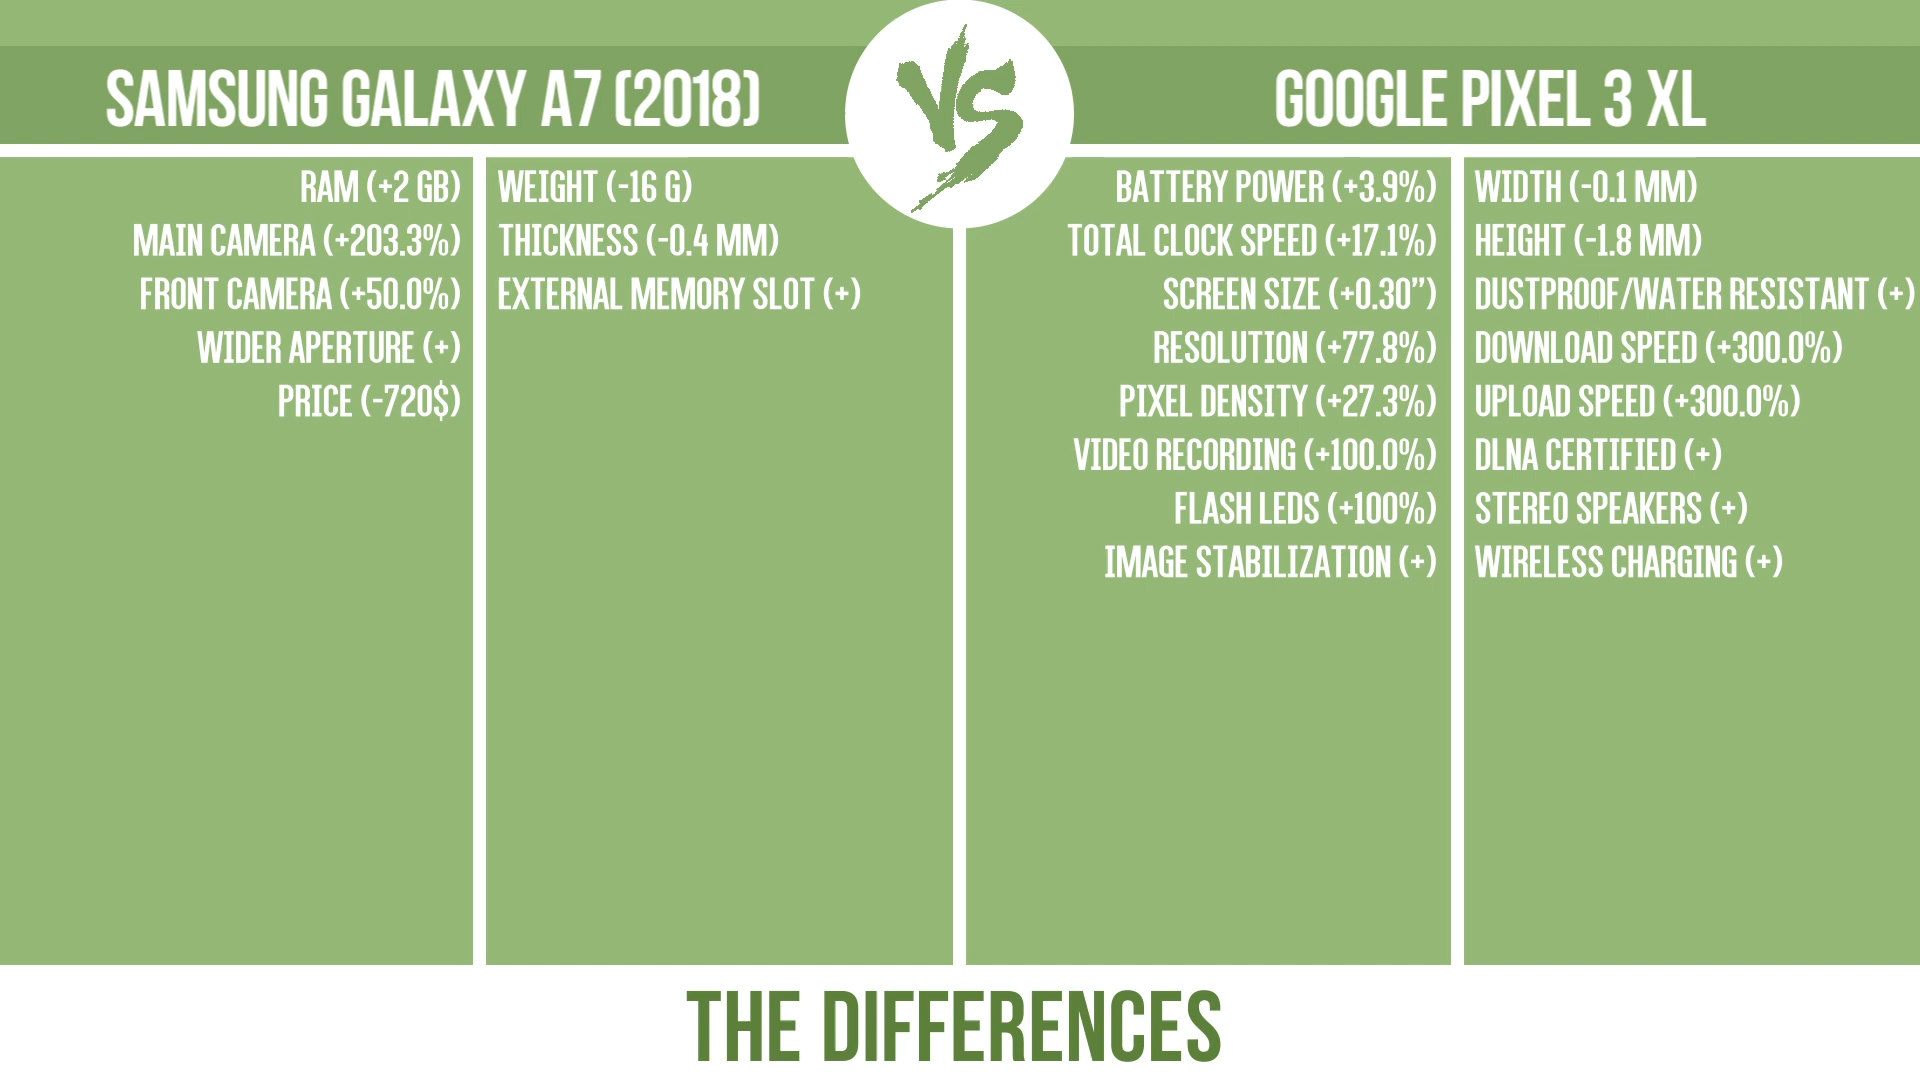 SAMSUNG GALAXY A7 (2018)
VS
GOOGLE PIXEL 3 XL
RAM (+2 GB)
MAIN CAMERA (+203.3%)
FRONT CAMERA (+50.0%)
WIDER APERTURE (+)
PRICE (-720$)
WEIGHT (-16 G)
THICKNESS (-0.4 MM)
EXTERNAL MEMORY SLOT (+)
BATTERY POWER (+3.9%)
TOTAL CLOCK SPEED (+17.1%)
SCREEN SIZE (+0.30”)
RESOLUTION (+77.8%)
PIXEL DENSITY (+27.3%)
VIDEO RECORDING (+100.0%)
FLASH LEDS (+100%)
IMAGE STABILIZATION (+)
WIDTH (-0.1 MM)
HEIGHT (-1.8 MM)
DUSTPROOF/WATER RESISTANT (+)
DOWNLOAD SPEED (+300.0%)
UPLOAD SPEED (+300.0%)
DLNA CERTIFIED (+)
STEREO SPEAKERS (+)
WIRELESS CHARGING (+)
THE DIFFERENCES